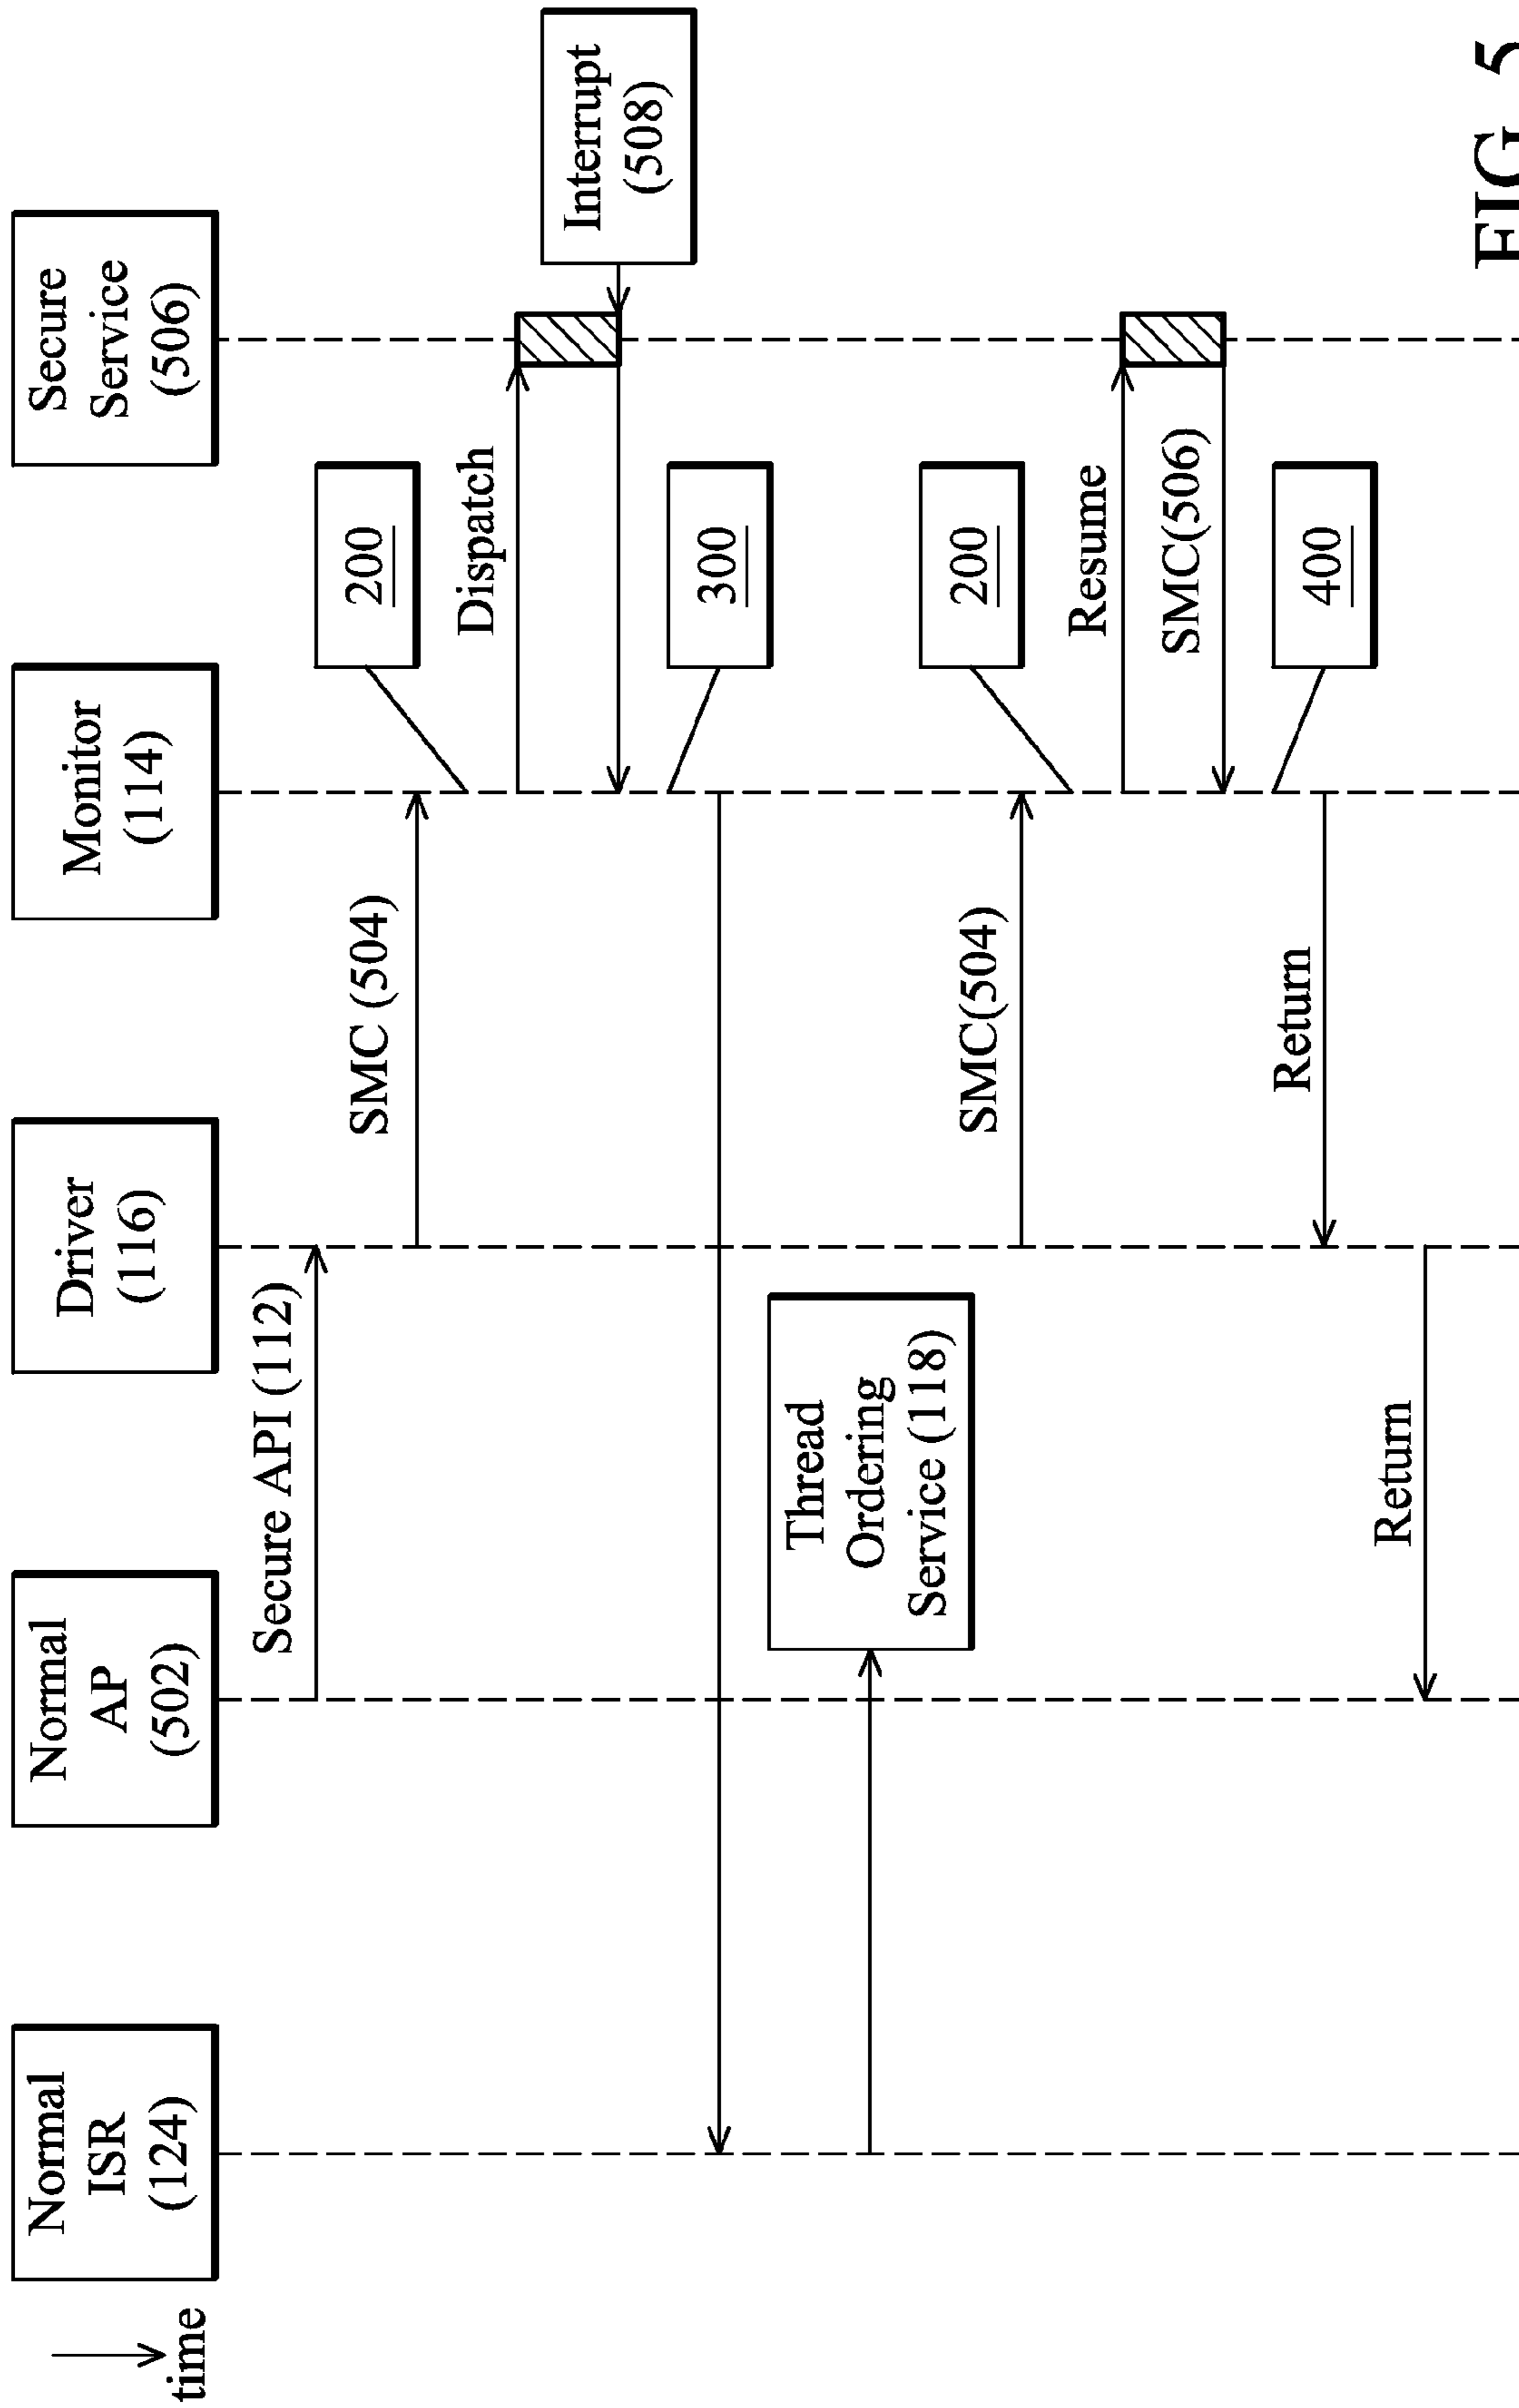 time
Normal
ISR
(124)
Normal
AP
(502)
Driver
(116)
Monitor
(114)
Secure
Service
(506)
Secure API (112)
SMC (504)
200
Dispatch
Interrupt
(508)
300
Thread
Ordering
Service (118)
SMC(504)
200
Resume
SMC(506)
400
Return
Return
FIG. 5